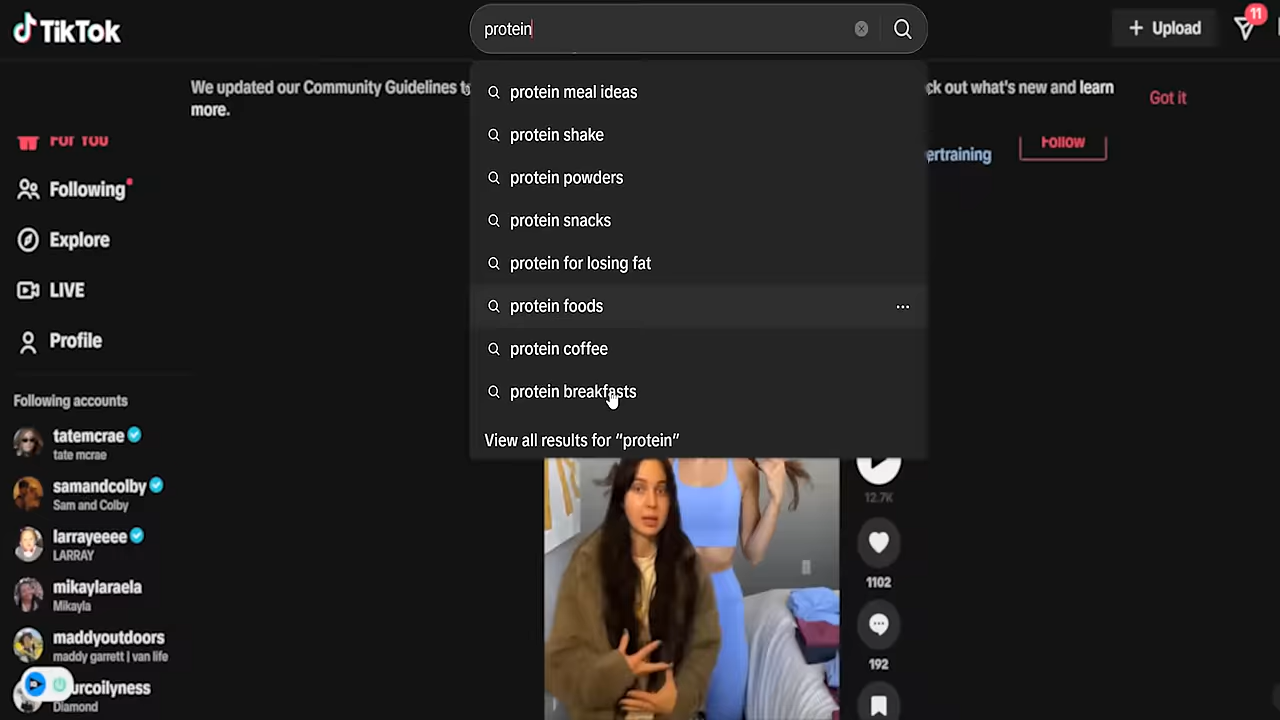 TikTok
protein
Upload
11
We updated our Community Guidelines
ck out what's new and learn
more.
Got it
For You
ertraining
Follow
Following
Explore
LIVE
Profile
Following accounts
tatemcrae
tate mcrae
samandcolby
Sam and Colby
larrayeeee
LARRAY
mikaylaraela
Mikayla
maddyoutdoors
maddy garrett | van life
urcoilyness
Diamond
protein meal ideas
protein shake
protein powders
protein snacks
protein for losing fat
protein foods
protein coffee
protein breakfasts
View all results for “protein”
12.7K
1102
192